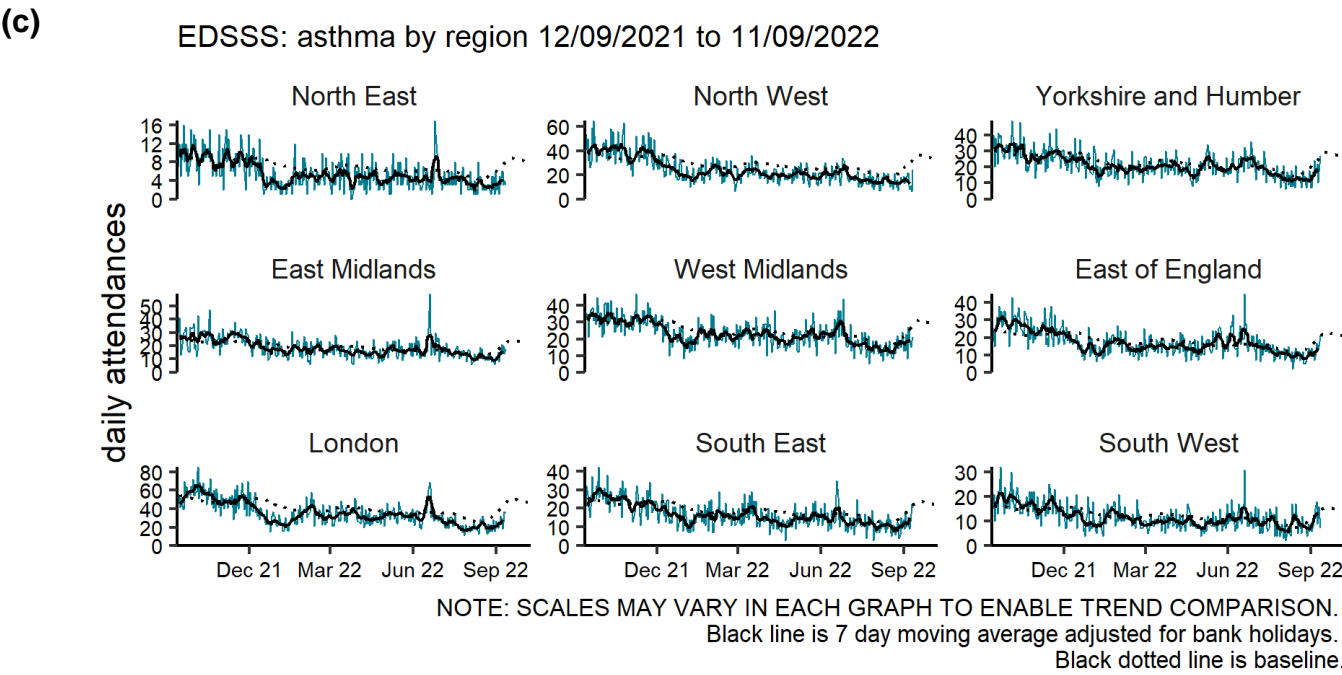 (c)
EDSSS: asthma by region 12/09/2021 to 11/09/2022
daily attendances
North East
16
12
8
4
0
North West
60
40
20
0
Yorkshire and Humber
40
30
20
10
0
East Midlands
50
40
30
20
10
0
West Midlands
40
30
20
10
0
East of England
40
30
20
10
0
London
80
60
40
20
0
Dec 21 Mar 22 Jun 22 Sep 22
South East
40
30
20
10
0
Dec 21 Mar 22 Jun 22 Sep 22
South West
30
20
10
0
Dec 21 Mar 22 Jun 22 Sep 22
NOTE: SCALES MAY VARY IN EACH GRAPH TO ENABLE TREND COMPARISON.
Black line is 7 day moving average adjusted for bank holidays.
Black dotted line is baseline.